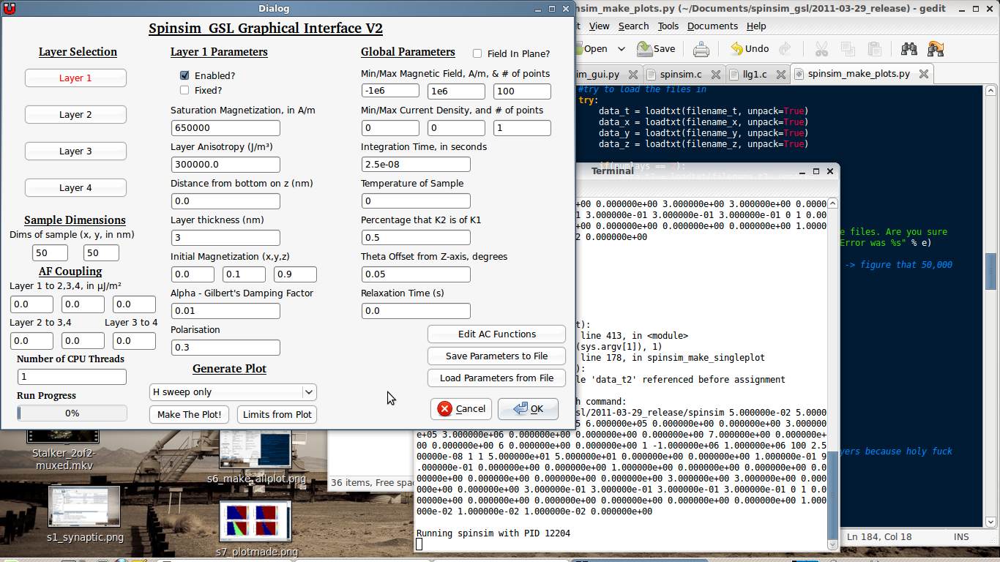 Dialog
Spinsim_GSL Graphical Interface V2
Layer Selection
Layer 1
Layer 2
Layer 3
Layer 4
Sample Dimensions
Dims of sample (x, y, in nm)
50 50
AF Coupling
Layer 1 to 2,3,4, in µJ/m²
0.0 0.0 0.0
Layer 2 to 3,4 Layer 3 to 4
0.0 0.0 0.0
Number of CPU Threads
1
Run Progress
0%
Layer 1 Parameters
Enabled?
Fixed?
Saturation Magnetization, in A/m
650000
Layer Anisotropy (J/m³)
300000.0
Distance from bottom on z (nm)
0.0
Layer thickness (nm)
3
Initial Magnetization (x,y,z)
0.0 0.1 0.9
Alpha - Gilbert's Damping Factor
0.01
Polarisation
0.3
Generate Plot
H sweep only
Make The Plot! Limits from Plot
Global Parameters Field In Plane?
Min/Max Magnetic Field, A/m, & # of points
-1e6 1e6 100
Min/Max Current Density, and # of points
0 0 1
Integration Time, in seconds
2.5e-08
Temperature of Sample
0
Percentage that K2 is of K1
0.5
Theta Offset from Z-axis, degrees
0.05
Relaxation Time (s)
0.0
Edit AC Functions
Save Parameters to File
Load Parameters from File
Cancel OK
nsim_make_plots.py (~/Documents/spinsim_gsl/2011-03-29_release) - gedit
View Search Tools Documents Help
Open Save Undo
im_gui.py spinsim.c llg1.c spinsim_make_plots.py
#try to load the files in
try:
data_t = loadtxt(filename_t, unpack=True)
data_x = loadtxt(filename_x, unpack=True)
data_y = loadtxt(filename_y, unpack=True)
data_z = loadtxt(filename_z, unpack=True)
e files. Are you sure
Error was %s" % e)
-> figure that 50,000
yers because holy fuck
Ln 184, Col 18 INS
Terminal
+00 0.000000e+00 3.000000e+00 3.000000e+00 0.0000
1 3.000000e-01 3.000000e-01 3.000000e-01 0 1 0.00
+00 0.000000e+00 0.000000e+00 0.000000e+00 1.0000
2 0.000000e+00
t):
line 413, in <module>
(sys.argv[1]), 1)
line 178, in spinsim_make_singleplot
):
le 'data_t2' referenced before assignment
h command:
gsl/2011-03-29_release/spinsim 5.000000e-02 5.0000
5 6.000000e+05 0.000000e+00 0.000000e+00 3.000000
e+05 3.000000e+06 0.000000e+00 0.000000e+00 7.000000e+00 0.000000e+
00 0.000000e+00 6 0.000000e+00 0.000000e+00 1 -1.000000e+06 1.000000e+06 100 2.5
00000e-08 1 1 5.000000e+01 5.000000e+01 0.000000e+00 0.000000e+00 1.000000e-01 9
.000000e-01 0.000000e+00 0.000000e+00 1.000000e+00 0.000000e+00 0.000000e+00 0.0
00000e+00 0.000000e+00 0.000000e+00 0.000000e+00 3.000000e+00 3.000000e+00 0.000
000e+00 0.000000e+00 3.000000e-01 3.000000e-01 3.000000e-01 3.000000e-01 0 1 0.0
00000e+00 0.000000e+00 0.000000e+00 0.000000e+00 0.000000e+00 0.000000e+00 1.000
000e-02 1.000000e-02 1.000000e-02 0.000000e+00
Running spinsim with PID 12204
36 items, Free spac
Stalker_2of2-
muxed.mkv
s6_make_allplot.png
s1_synaptic.png
s7_plotmade.png